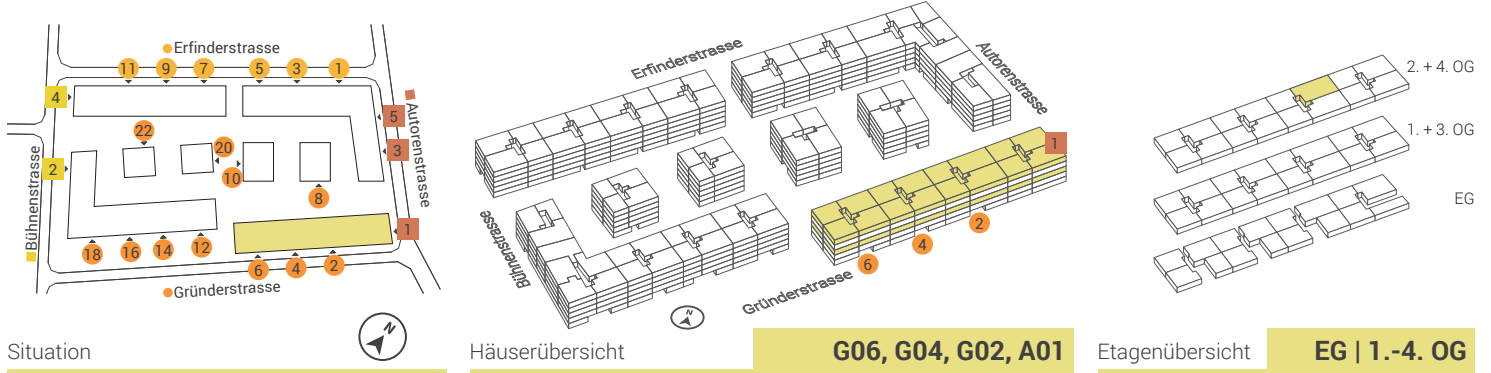 Erfinderstrasse
11 9 7 5 3 1
4
5
Autorenstrasse
22
20
3
2
10
8
Bühnenstrasse
1
18 16 14 12
6 4 2
Gründerstrasse
N
Situation
Erfinderstrasse
Autorenstrasse
1
Bühnenstrasse
2
4
6
Gründerstrasse
N
Häuserübersicht
G06, G04, G02, A01
2. + 4. OG
1. + 3. OG
EG
Etagenübersicht
EG | 1.-4. OG